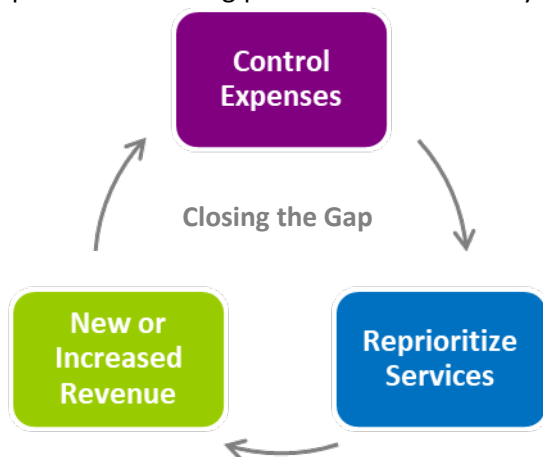 Control
Expenses
Closing the Gap
New or
Increased
Revenue
Reprioritize
Services